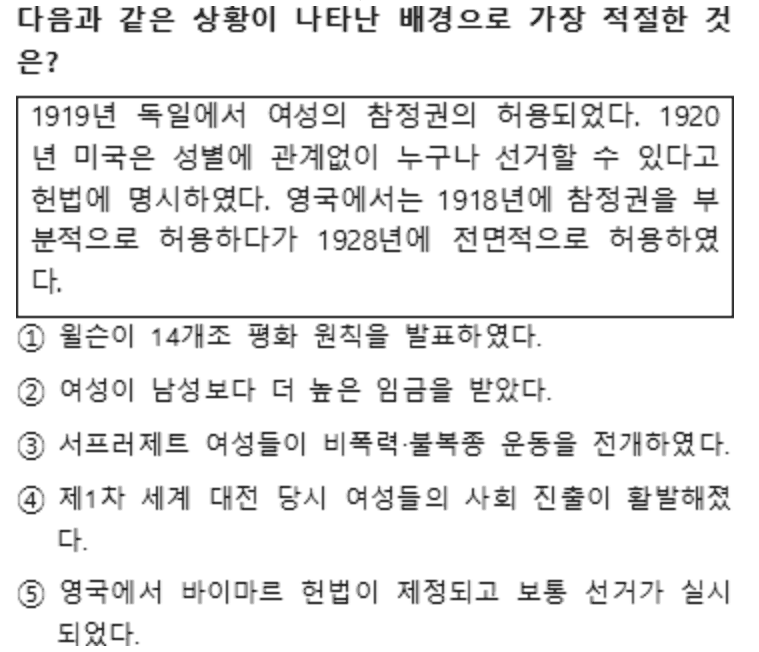 다음과 같은 상황이 나타난 배경으로 가장 적절한 것
은?
1919년 독일에서 여성의 참정권의 허용되었다. 1920
년 미국은 성별에 관계없이 누구나 선거할 수 있다고
헌법에 명시하였다. 영국에서는 1918년에 참정권을 부
분적으로 허용하다가 1928년에 전면적으로 허용하였
다.
① 윌슨이 14개조 평화 원칙을 발표하였다.
② 여성이 남성보다 더 높은 임금을 받았다.
③ 서프러제트 여성들이 비폭력·불복종 운동을 전개하였다.
④ 제1차 세계 대전 당시 여성들의 사회 진출이 활발해졌
다.
⑤ 영국에서 바이마르 헌법이 제정되고 보통 선거가 실시
되었다.